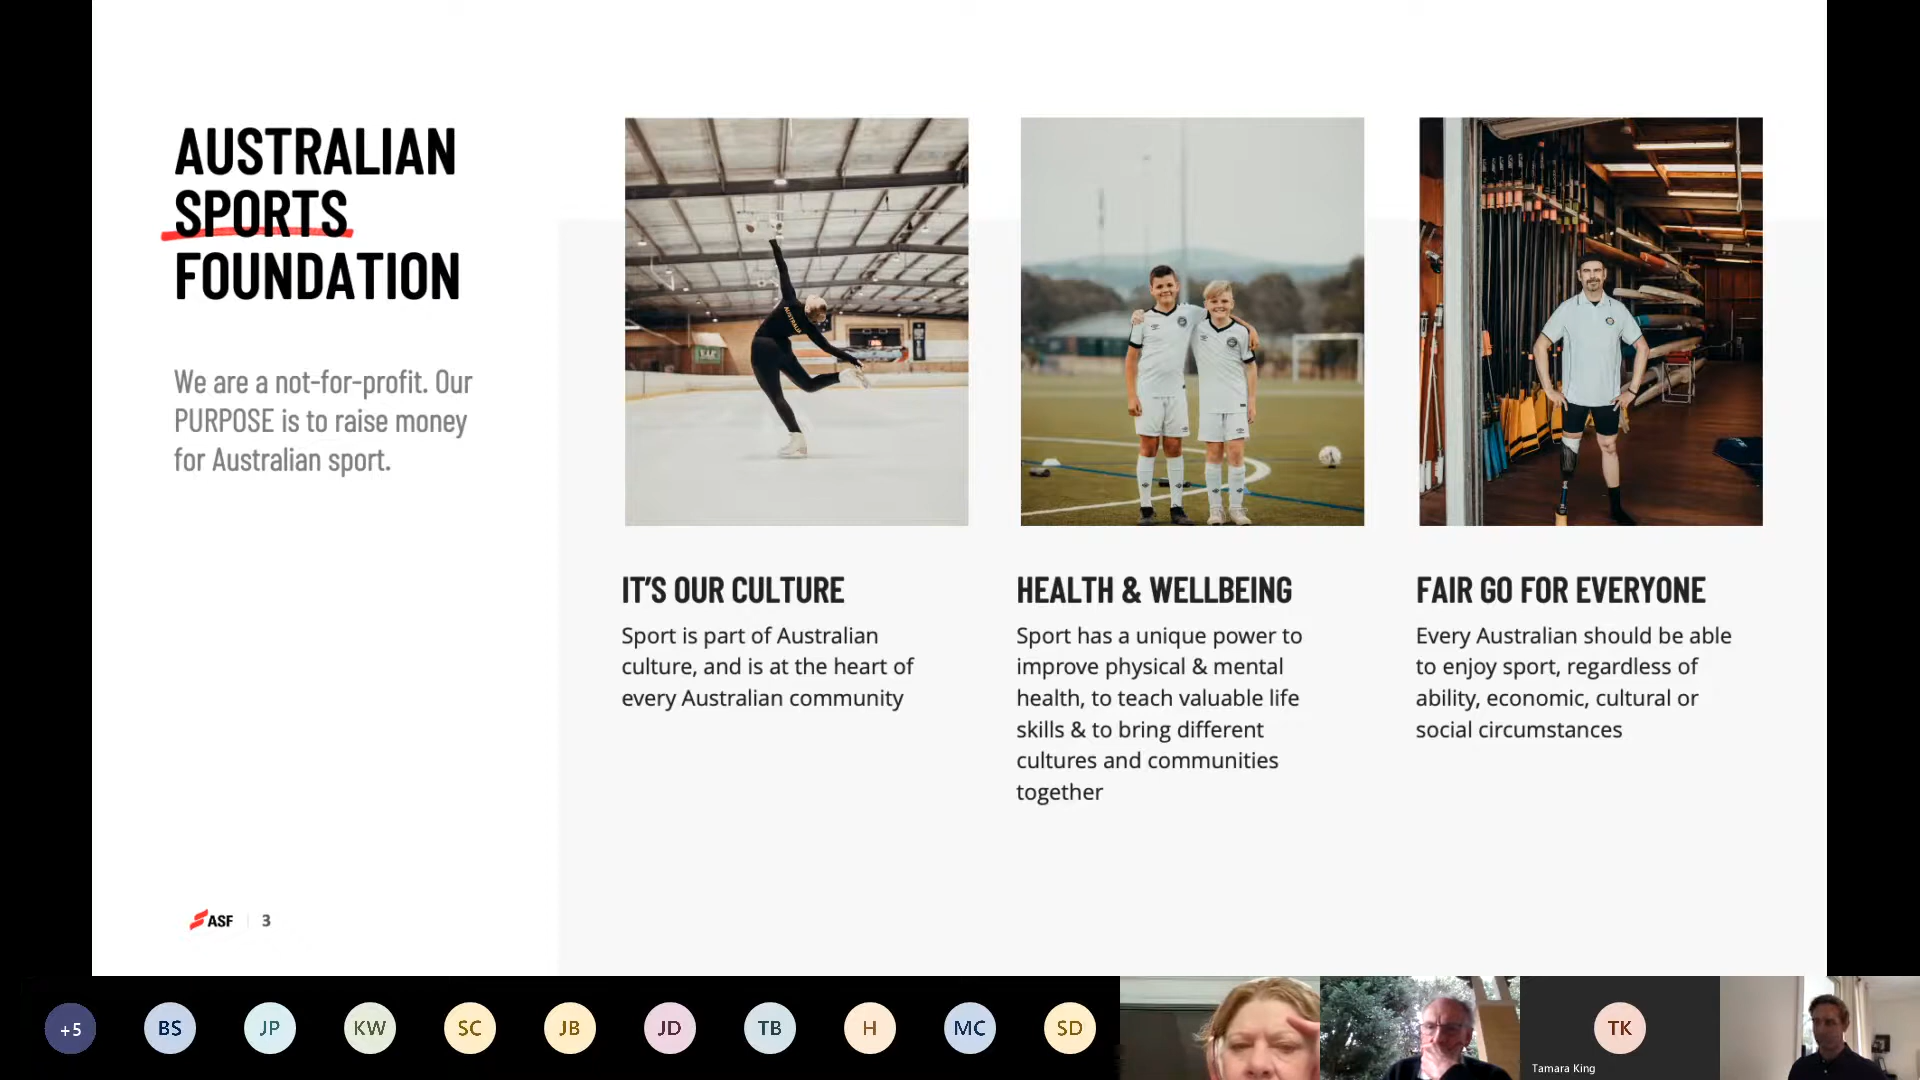 AUSTRALIAN
SPORTS
FOUNDATION
We are a not-for-profit. Our
PURPOSE is to raise money
for Australian sport.
AUSTRALIA
IT'S OUR CULTURE
Sport is part of Australian
culture, and is at the heart of
every Australian community
HEALTH & WELLBEING
Sport has a unique power to
improve physical & mental
health, to teach valuable life
skills & to bring different
cultures and communities
together
FAIR GO FOR EVERYONE
Every Australian should be able
to enjoy sport, regardless of
ability, economic, cultural or
social circumstances
ASF 3
+5 BS JP KW SC JB JD TB H MC SD TK
Tamara King